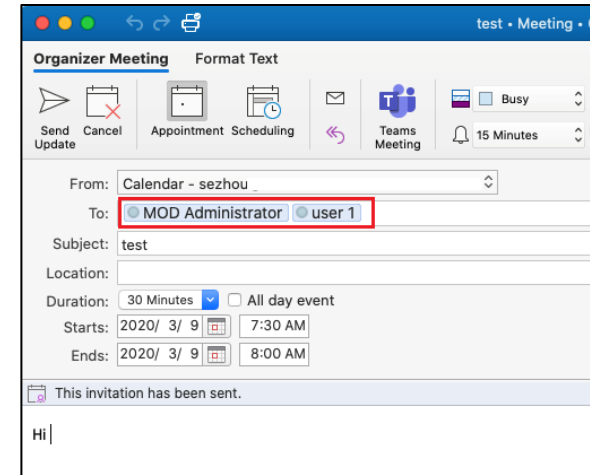 test • Meeting •
Organizer Meeting Format Text
Send Update
Cancel
Appointment
Scheduling
Teams Meeting
Busy
15 Minutes
From: Calendar - sezhou _
To: MOD Administrator user 1
Subject: test
Location:
Duration: 30 Minutes All day event
Starts: 2020/ 3/ 9 7:30 AM
Ends: 2020/ 3/ 9 8:00 AM
This invitation has been sent.
Hi